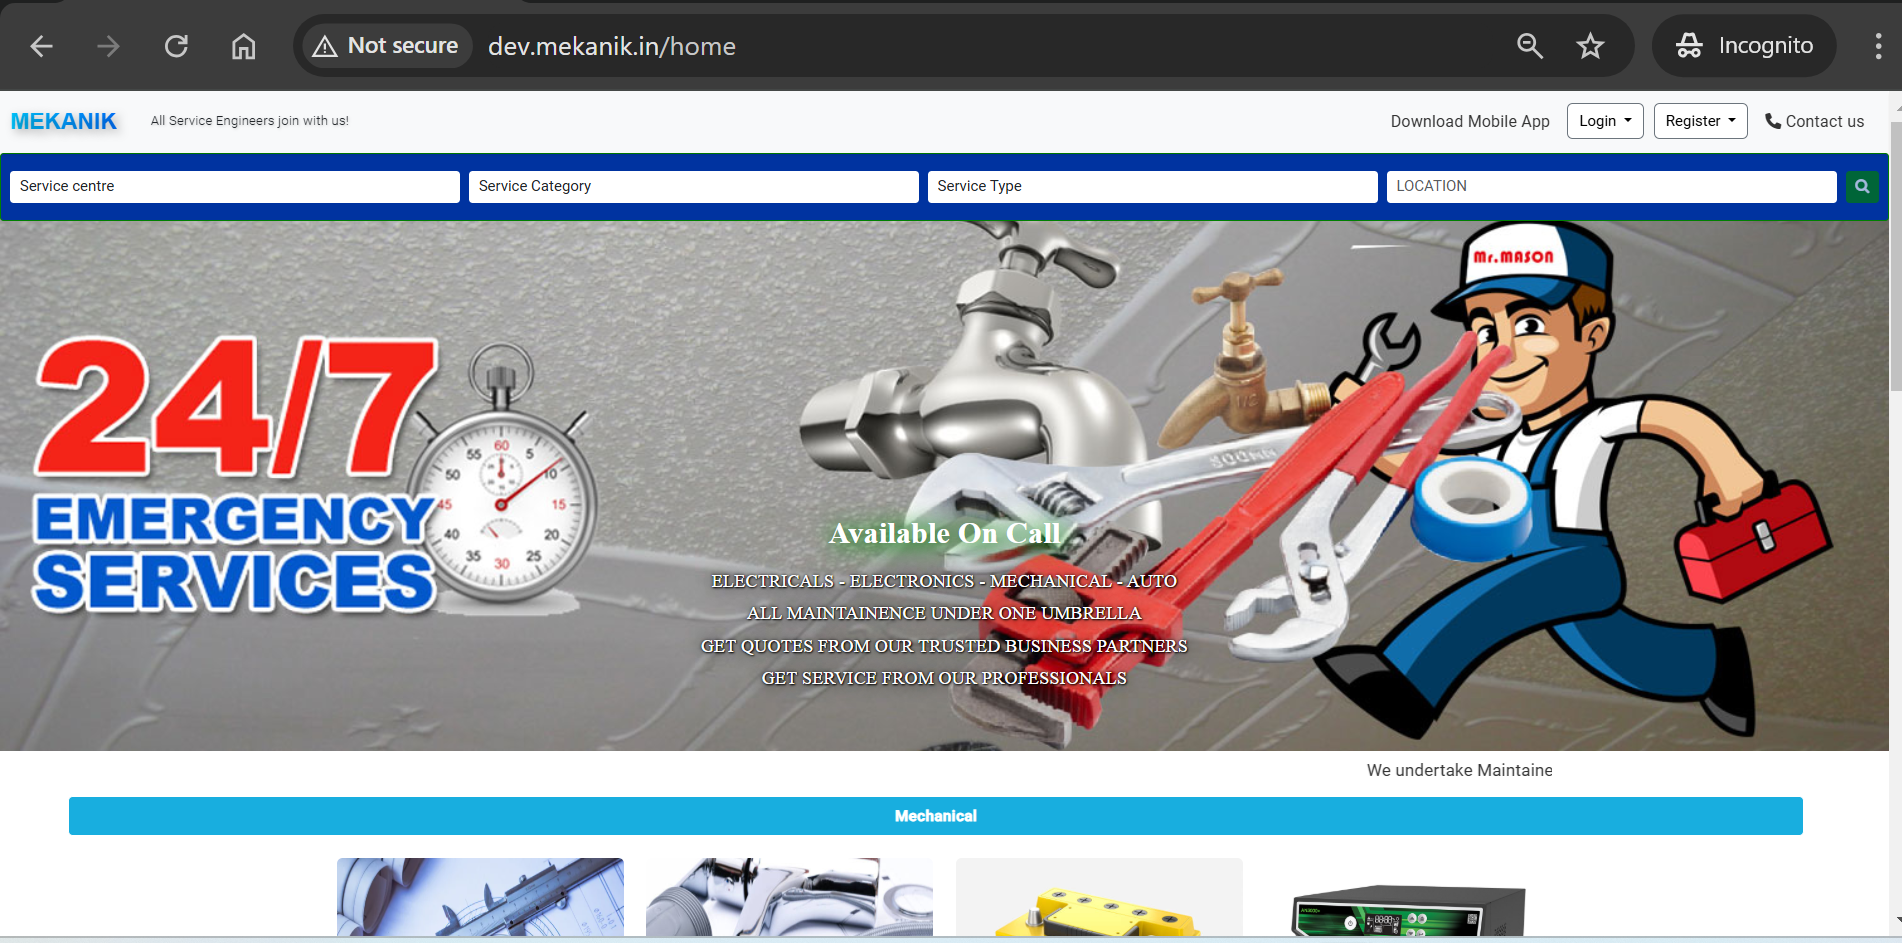 Not secure
dev.mekanik.in/home
Incognito
MEKANIK
All Service Engineers join with us!
Download Mobile App
Login
Register
Contact us
Service centre
Service Category
Service Type
LOCATION
Mr.MASON
24/7
EMERGENCY
SERVICES
60
5
10
15
20
25
30
35
40
45
50
55
1/2
Available On Call
ELECTRICALS - ELECTRONICS - MECHANICAL - AUTO
ALL MAINTAINENCE UNDER ONE UMBRELLA
GET QUOTES FROM OUR TRUSTED BUSINESS PARTNERS
GET SERVICE FROM OUR PROFESSIONALS
We undertake Maintaine
Mechanical